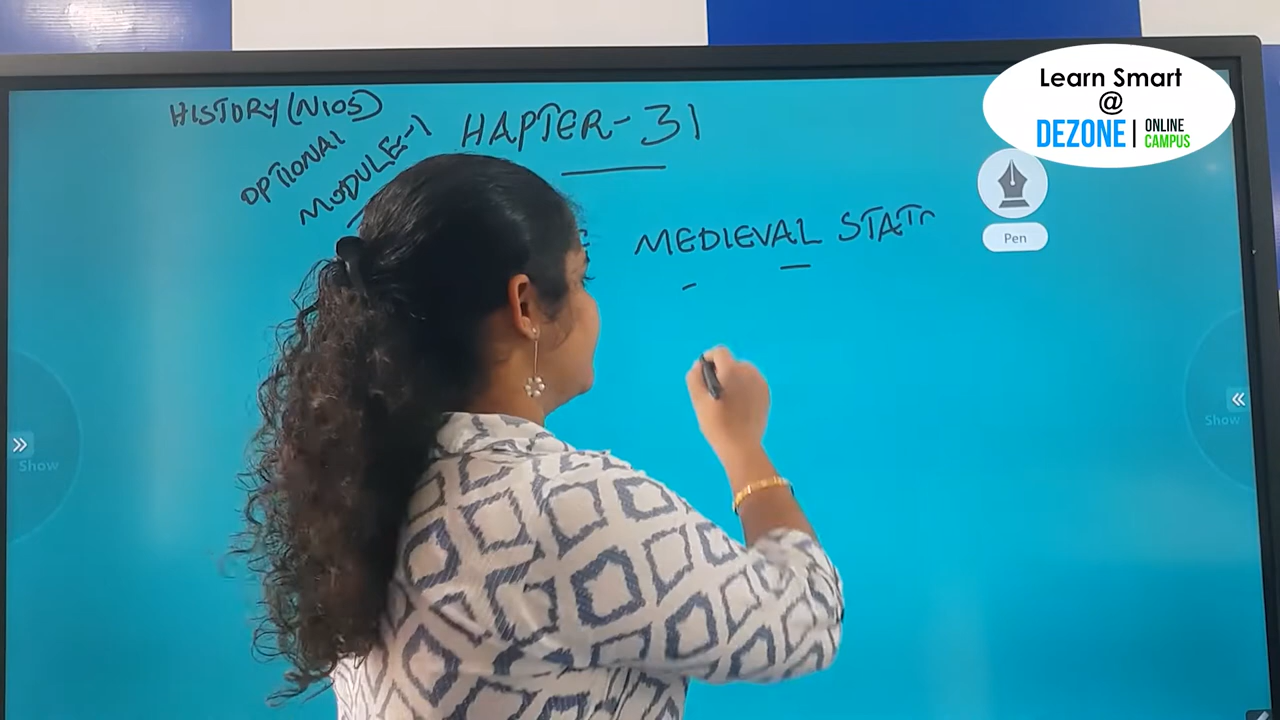 HISTORY (NIOS)
OPTIONAL
MODULE-1
HAPTER-31
MEDIEVAL STAT
Learn Smart
@
DEZONE | ONLINE CAMPUS
Pen
» Show
« Show